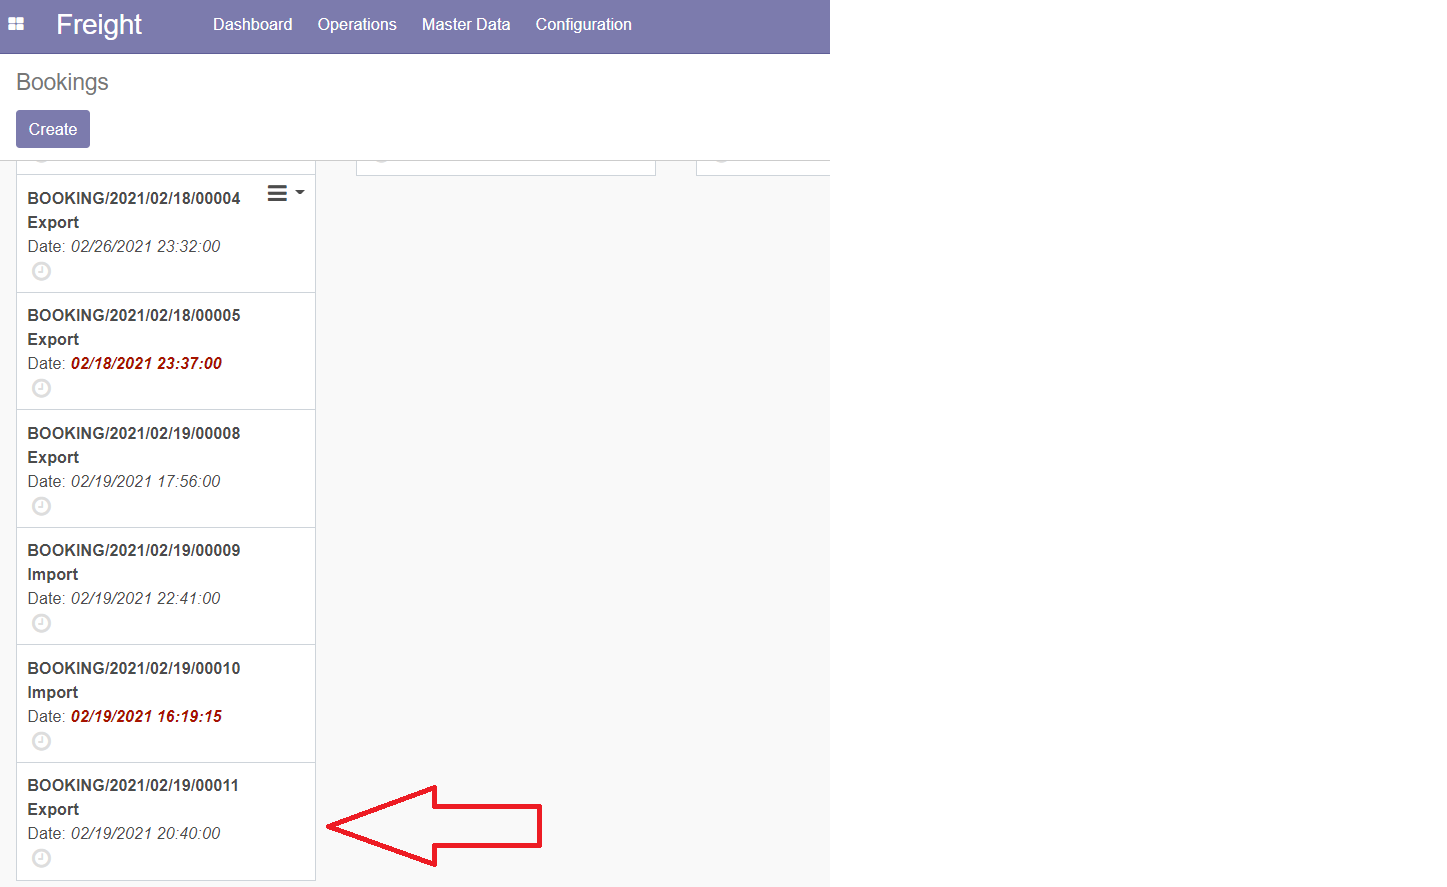 Freight Dashboard Operations Master Data Configuration
Bookings
Create
BOOKING/2021/02/18/00004
Export
Date: 02/26/2021 23:32:00
BOOKING/2021/02/18/00005
Export
Date: 02/18/2021 23:37:00
BOOKING/2021/02/19/00008
Export
Date: 02/19/2021 17:56:00
BOOKING/2021/02/19/00009
Import
Date: 02/19/2021 22:41:00
BOOKING/2021/02/19/00010
Import
Date: 02/19/2021 16:19:15
BOOKING/2021/02/19/00011
Export
Date: 02/19/2021 20:40:00